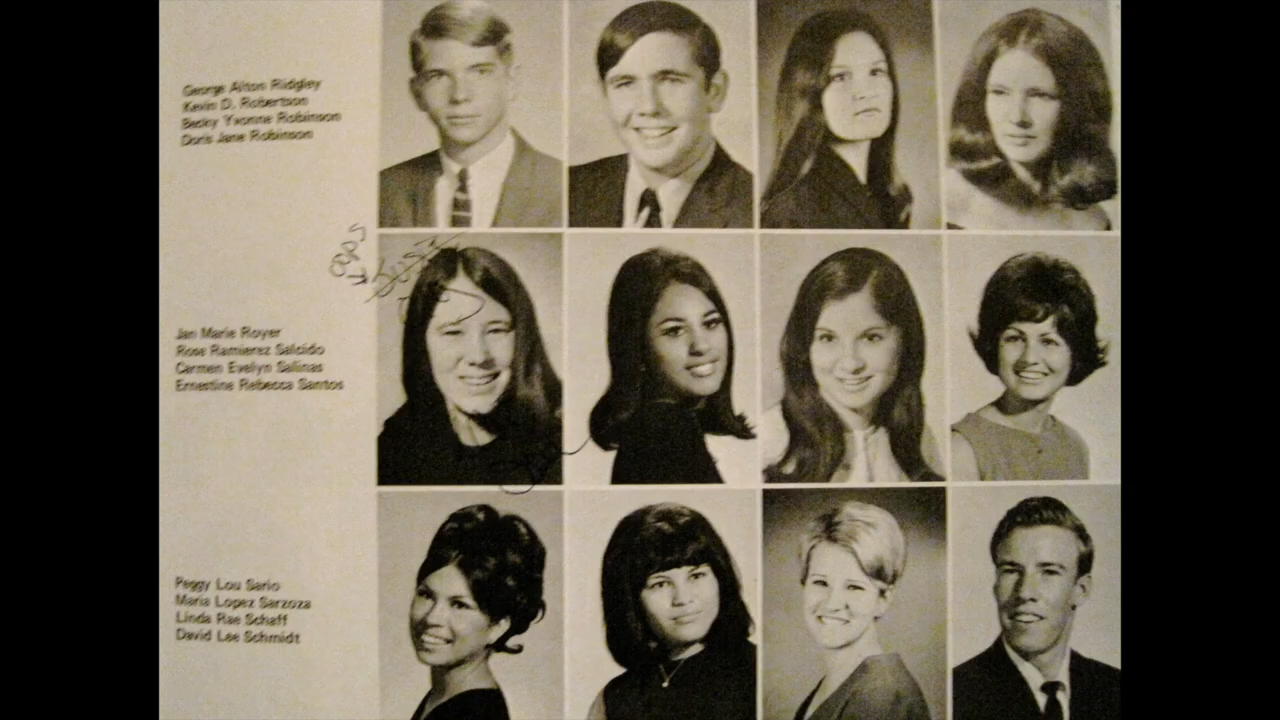 George Alton Ridgley
Kevin D. Robertson
Becky Yvonne Robinson
Doris Jane Robinson
Jan Marie Royer
Rose Ramierez Salcido
Carmen Evelyn Salinas
Ernestine Rebecca Santos
Peggy Lou Sario
Maria Lopez Sarzoza
Linda Rae Schaff
David Lee Schmidt